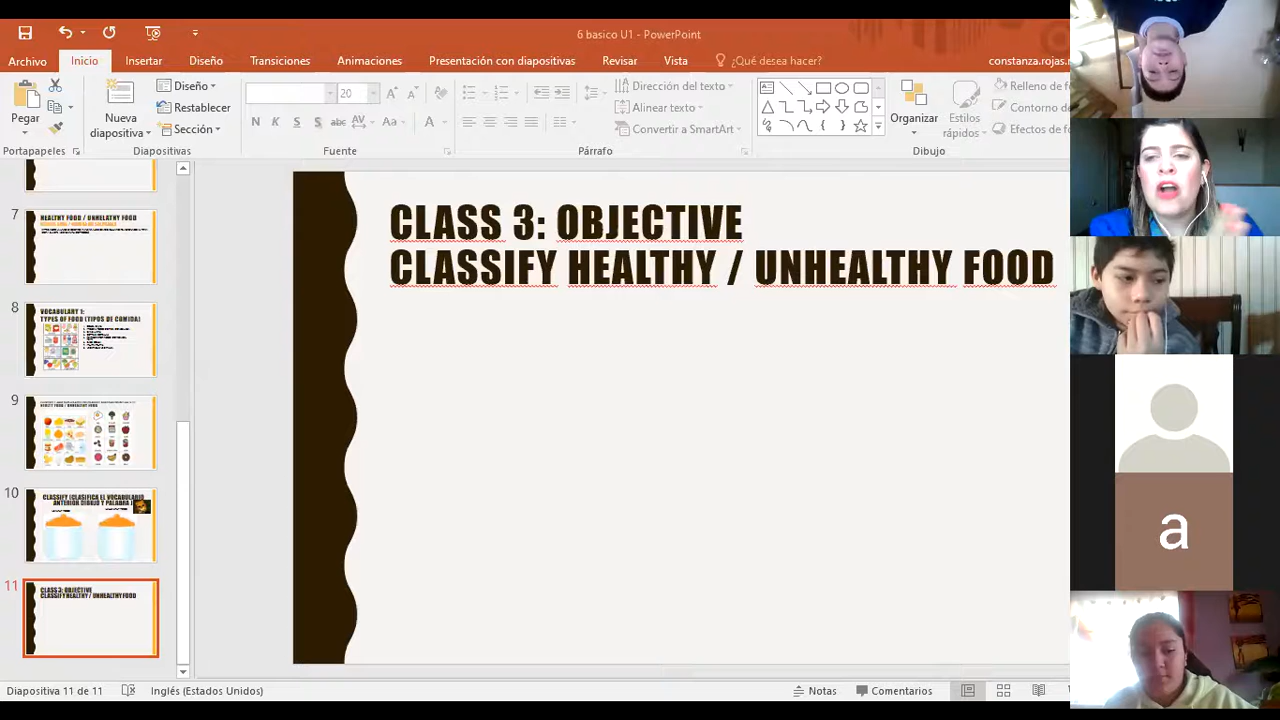 6 basico U1 - PowerPoint
Archivo Inicio Insertar Diseño Transiciones Animaciones Presentación con diapositivas Revisar Vista ¿Qué desea hacer? constanza.rojas.
Pegar
Nueva
diapositiva
Diseño
Restablecer
Sección
20
N K S S abc AV Aa A
Dirección del texto
Alinear texto
Convertir a SmartArt
Organizar
Estilos
rápidos
Relleno de
Contorno de
Efectos de
Portapapeles Diapositivas Fuente Párrafo Dibujo
7
HEALTHY FOOD / UNHEALTHY FOOD
8
VOCABULARY 1:
TYPES OF FOOD (TIPOS DE COMIDA)
9
10
CLASSIFY (CLASIFICA EL VOCABULARIO
ANTERIOR DIBUJO Y PALABRA)
11
CLASS 3: OBJECTIVE
CLASSIFY HEALTHY / UNHEALTHY FOOD
CLASS 3: OBJECTIVE
CLASSIFY HEALTHY / UNHEALTHY FOOD
a
Diapositiva 11 de 11 Inglés (Estados Unidos) Notas Comentarios